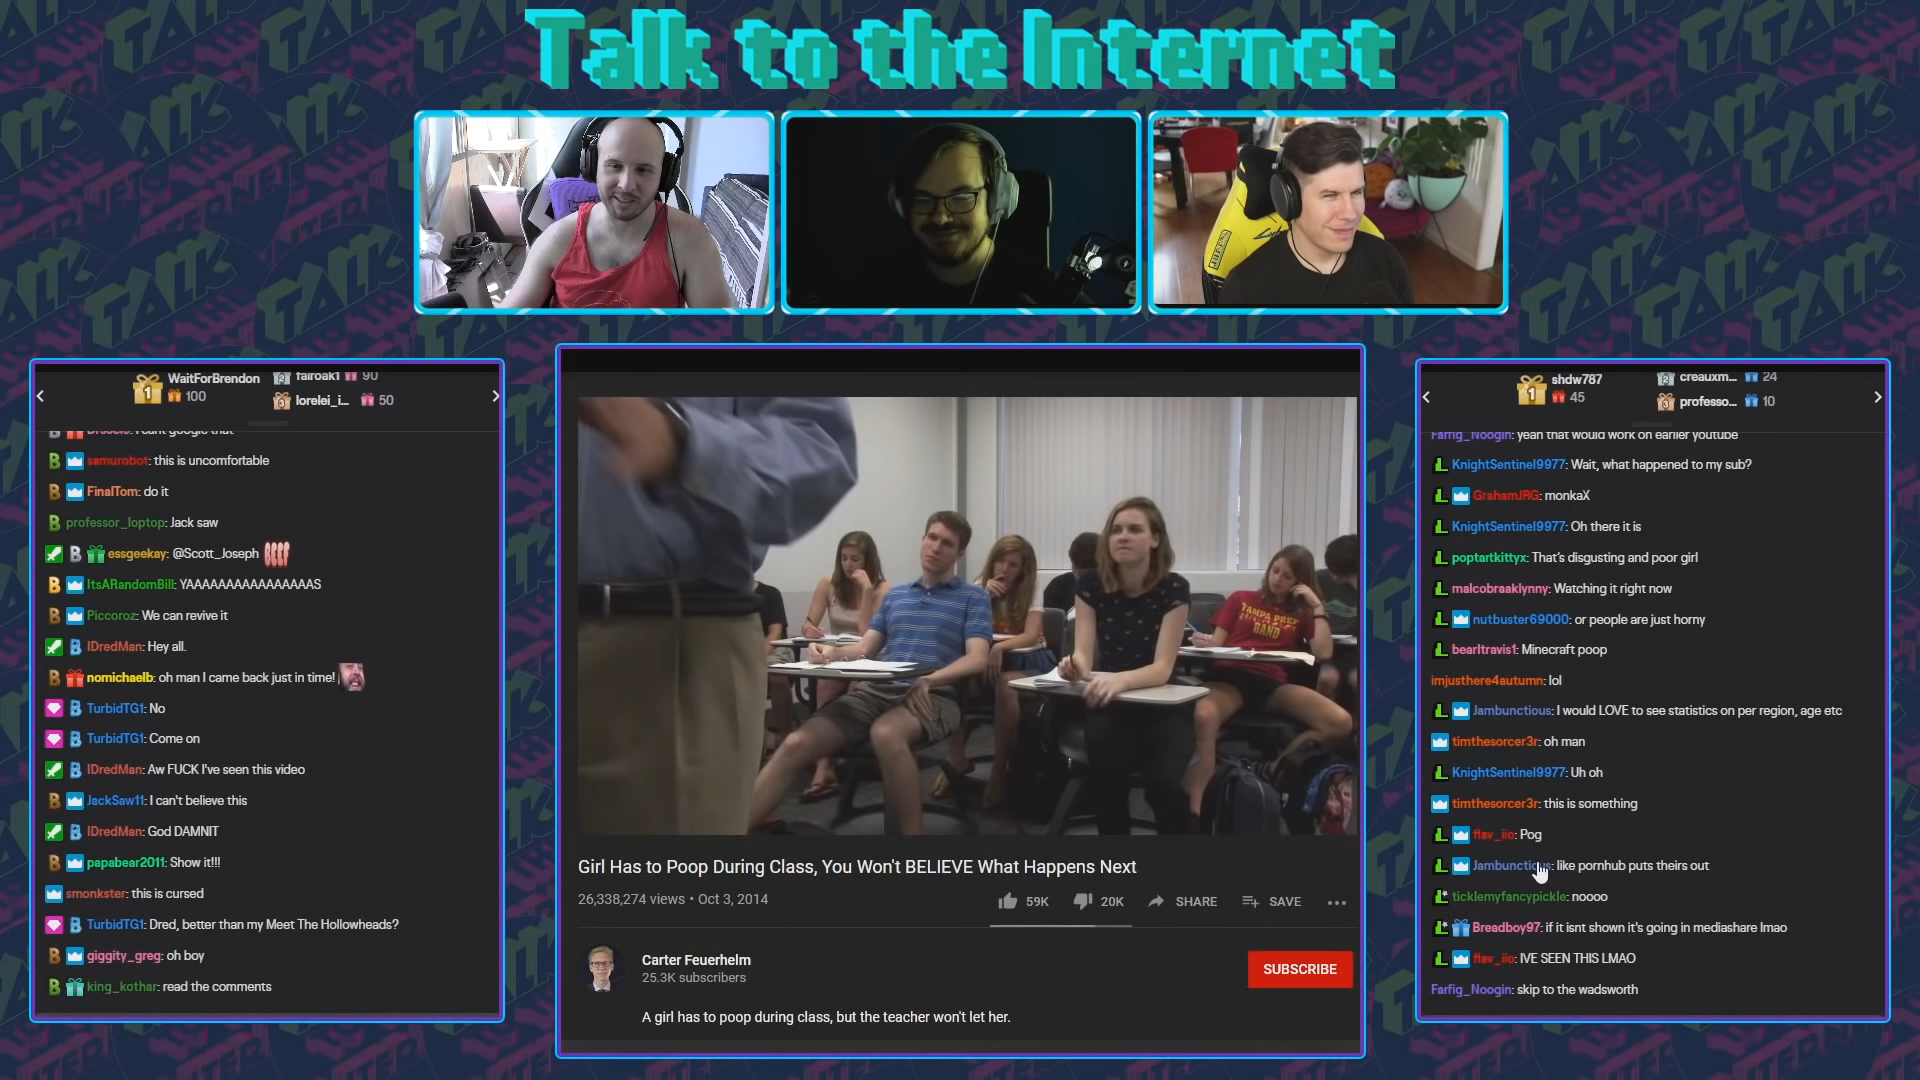 Talk to the Internet
WaitForBrendon
100
fairoak1 90
lorelei_i... 50
samurobot: this is uncomfortable
FinalTom: do it
professor_loptop: Jack saw
essgeekay: @Scott_Joseph
ItsARandomBill: YAAAAAAAAAAAAAAAAS
Piccoroz: We can revive it
IDredMan: Hey all.
nomichaelb: oh man I came back just in time!
TurbidTG1: No
TurbidTG1: Come on
IDredMan: Aw FUCK I've seen this video
JackSaw11: I can't believe this
IDredMan: God DAMNIT
papabear2011: Show it!!!
smonkster: this is cursed
TurbidTG1: Dred, better than my Meet The Hollowheads?
giggity_greg: oh boy
king_kothar: read the comments
TAMPA PREP
BAND
Girl Has to Poop During Class, You Won't BELIEVE What Happens Next
26,338,274 views • Oct 3, 2014
59K 20K SHARE SAVE
Carter Feuerhelm
25.3K subscribers
SUBSCRIBE
A girl has to poop during class, but the teacher won't let her.
shdw787
45
creauxm... 24
professo... 10
Farfig_Noogin: yeah that would work on earlier youtube
KnightSentinel9977: Wait, what happened to my sub?
GrahamJRG: monkaX
KnightSentinel9977: Oh there it is
poptartkittyx: That's disgusting and poor girl
malcobraaklynny: Watching it right now
nutbuster69000: or people are just horny
bearltravis1: Minecraft poop
imjusthere4autumn: lol
Jambunctious: I would LOVE to see statistics on per region, age etc
timthesorcer3r: oh man
KnightSentinel9977: Uh oh
timthesorcer3r: this is something
flav_iio: Pog
Jambunctious: like pornhub puts theirs out
ticklemyfancypickle: noooo
Breadboy97: if it isnt shown it's going in mediashare lmao
flav_iio: IVE SEEN THIS LMAO
Farfig_Noogin: skip to the wadsworth